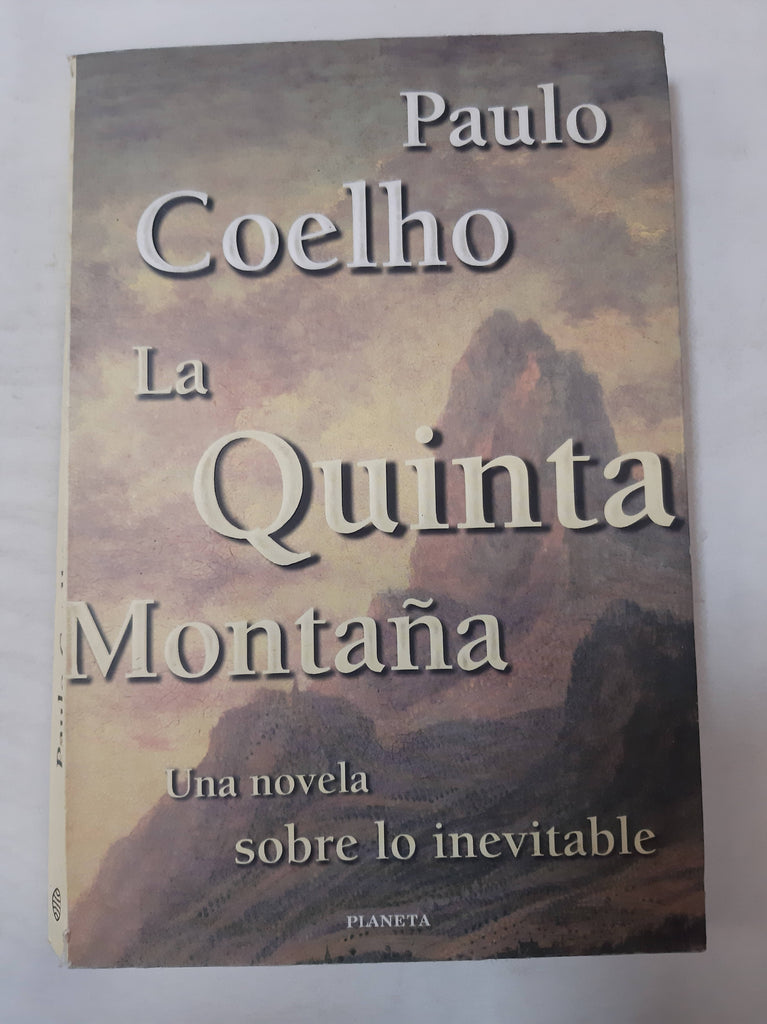 Paulo
Coelho
La
Quinta
Montaña
Una novela
sobre lo inevitable
PLANETA